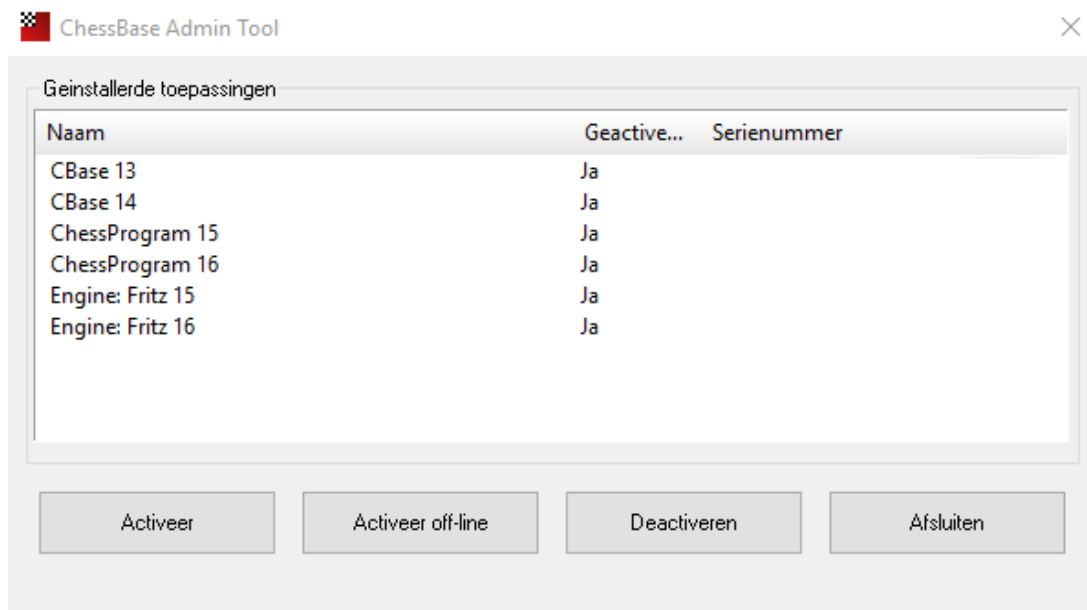 ChessBase Admin Tool
Geinstallerde toepassingen
Naam Geactive... Serienummer
CBase 13 Ja
CBase 14 Ja
ChessProgram 15 Ja
ChessProgram 16 Ja
Engine: Fritz 15 Ja
Engine: Fritz 16 Ja
Activeer Activeer off-line Deactiveren Afsluiten